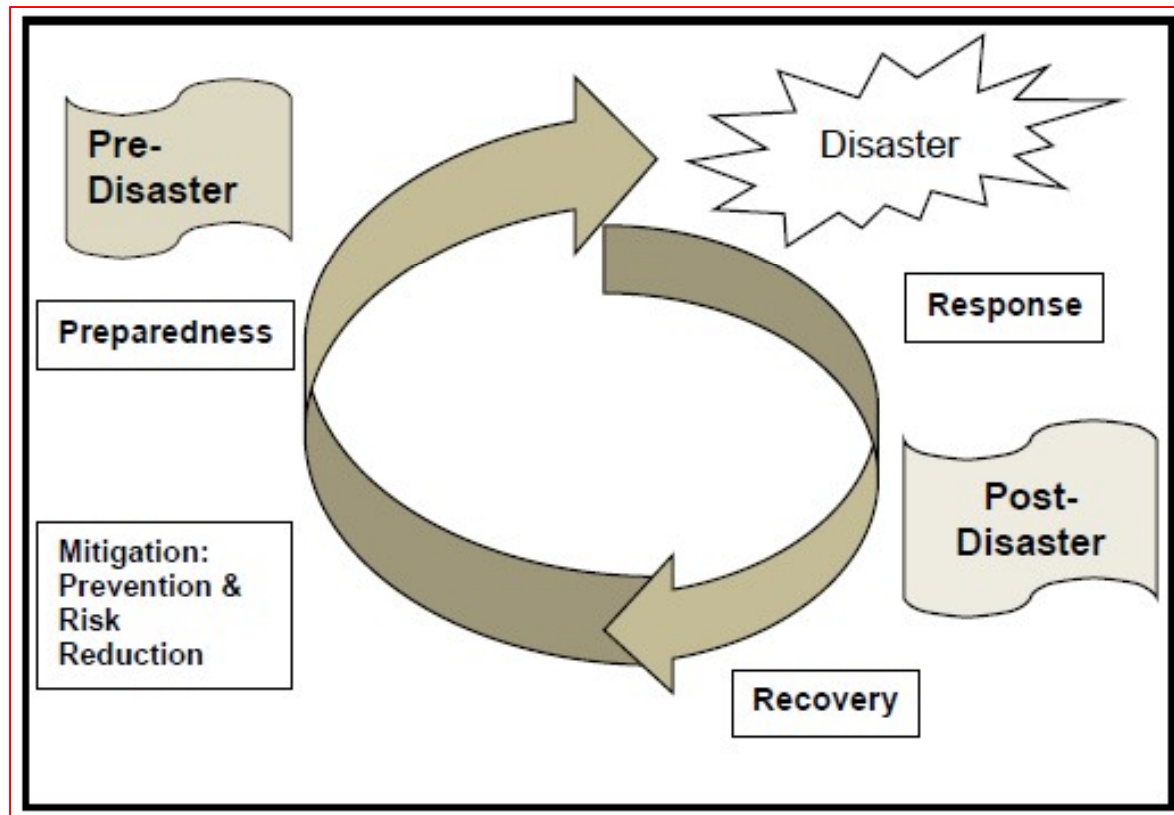 Pre-
Disaster
Disaster
Preparedness
Response
Post-
Disaster
Mitigation:
Prevention &
Risk
Reduction
Recovery